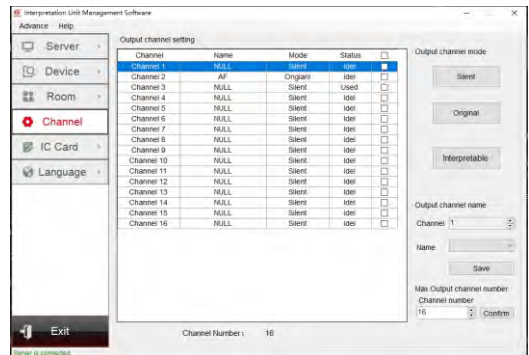 Interpretation Unit Management Software
Advance Help
Server
Device
Room
Channel
IC Card
Language
Exit
Server is connected
Output channel setting
Channel Name Mode Status
Channel 1 NULL Silent Idel
Channel 2 AF Ongianl Idel
Channel 3 NULL Silent Used
Channel 4 NULL Silent Idel
Channel 5 NULL Silent Idel
Channel 6 NULL Silent Idel
Channel 7 NULL Silent Idel
Channel 8 NULL Silent Idel
Channel 9 NULL Silent Idel
Channel 10 NULL Silent Idel
Channel 11 NULL Silent Idel
Channel 12 NULL Silent Idel
Channel 13 NULL Silent Idel
Channel 14 NULL Silent Idel
Channel 15 NULL Silent Idel
Channel 16 NULL Silent Idel
Channel Number : 16
Output channel mode
Silent
Original
Interpretable
Output channel name
Channel 1
Name
Save
Max Output channel number
Channel number
16 Confirm